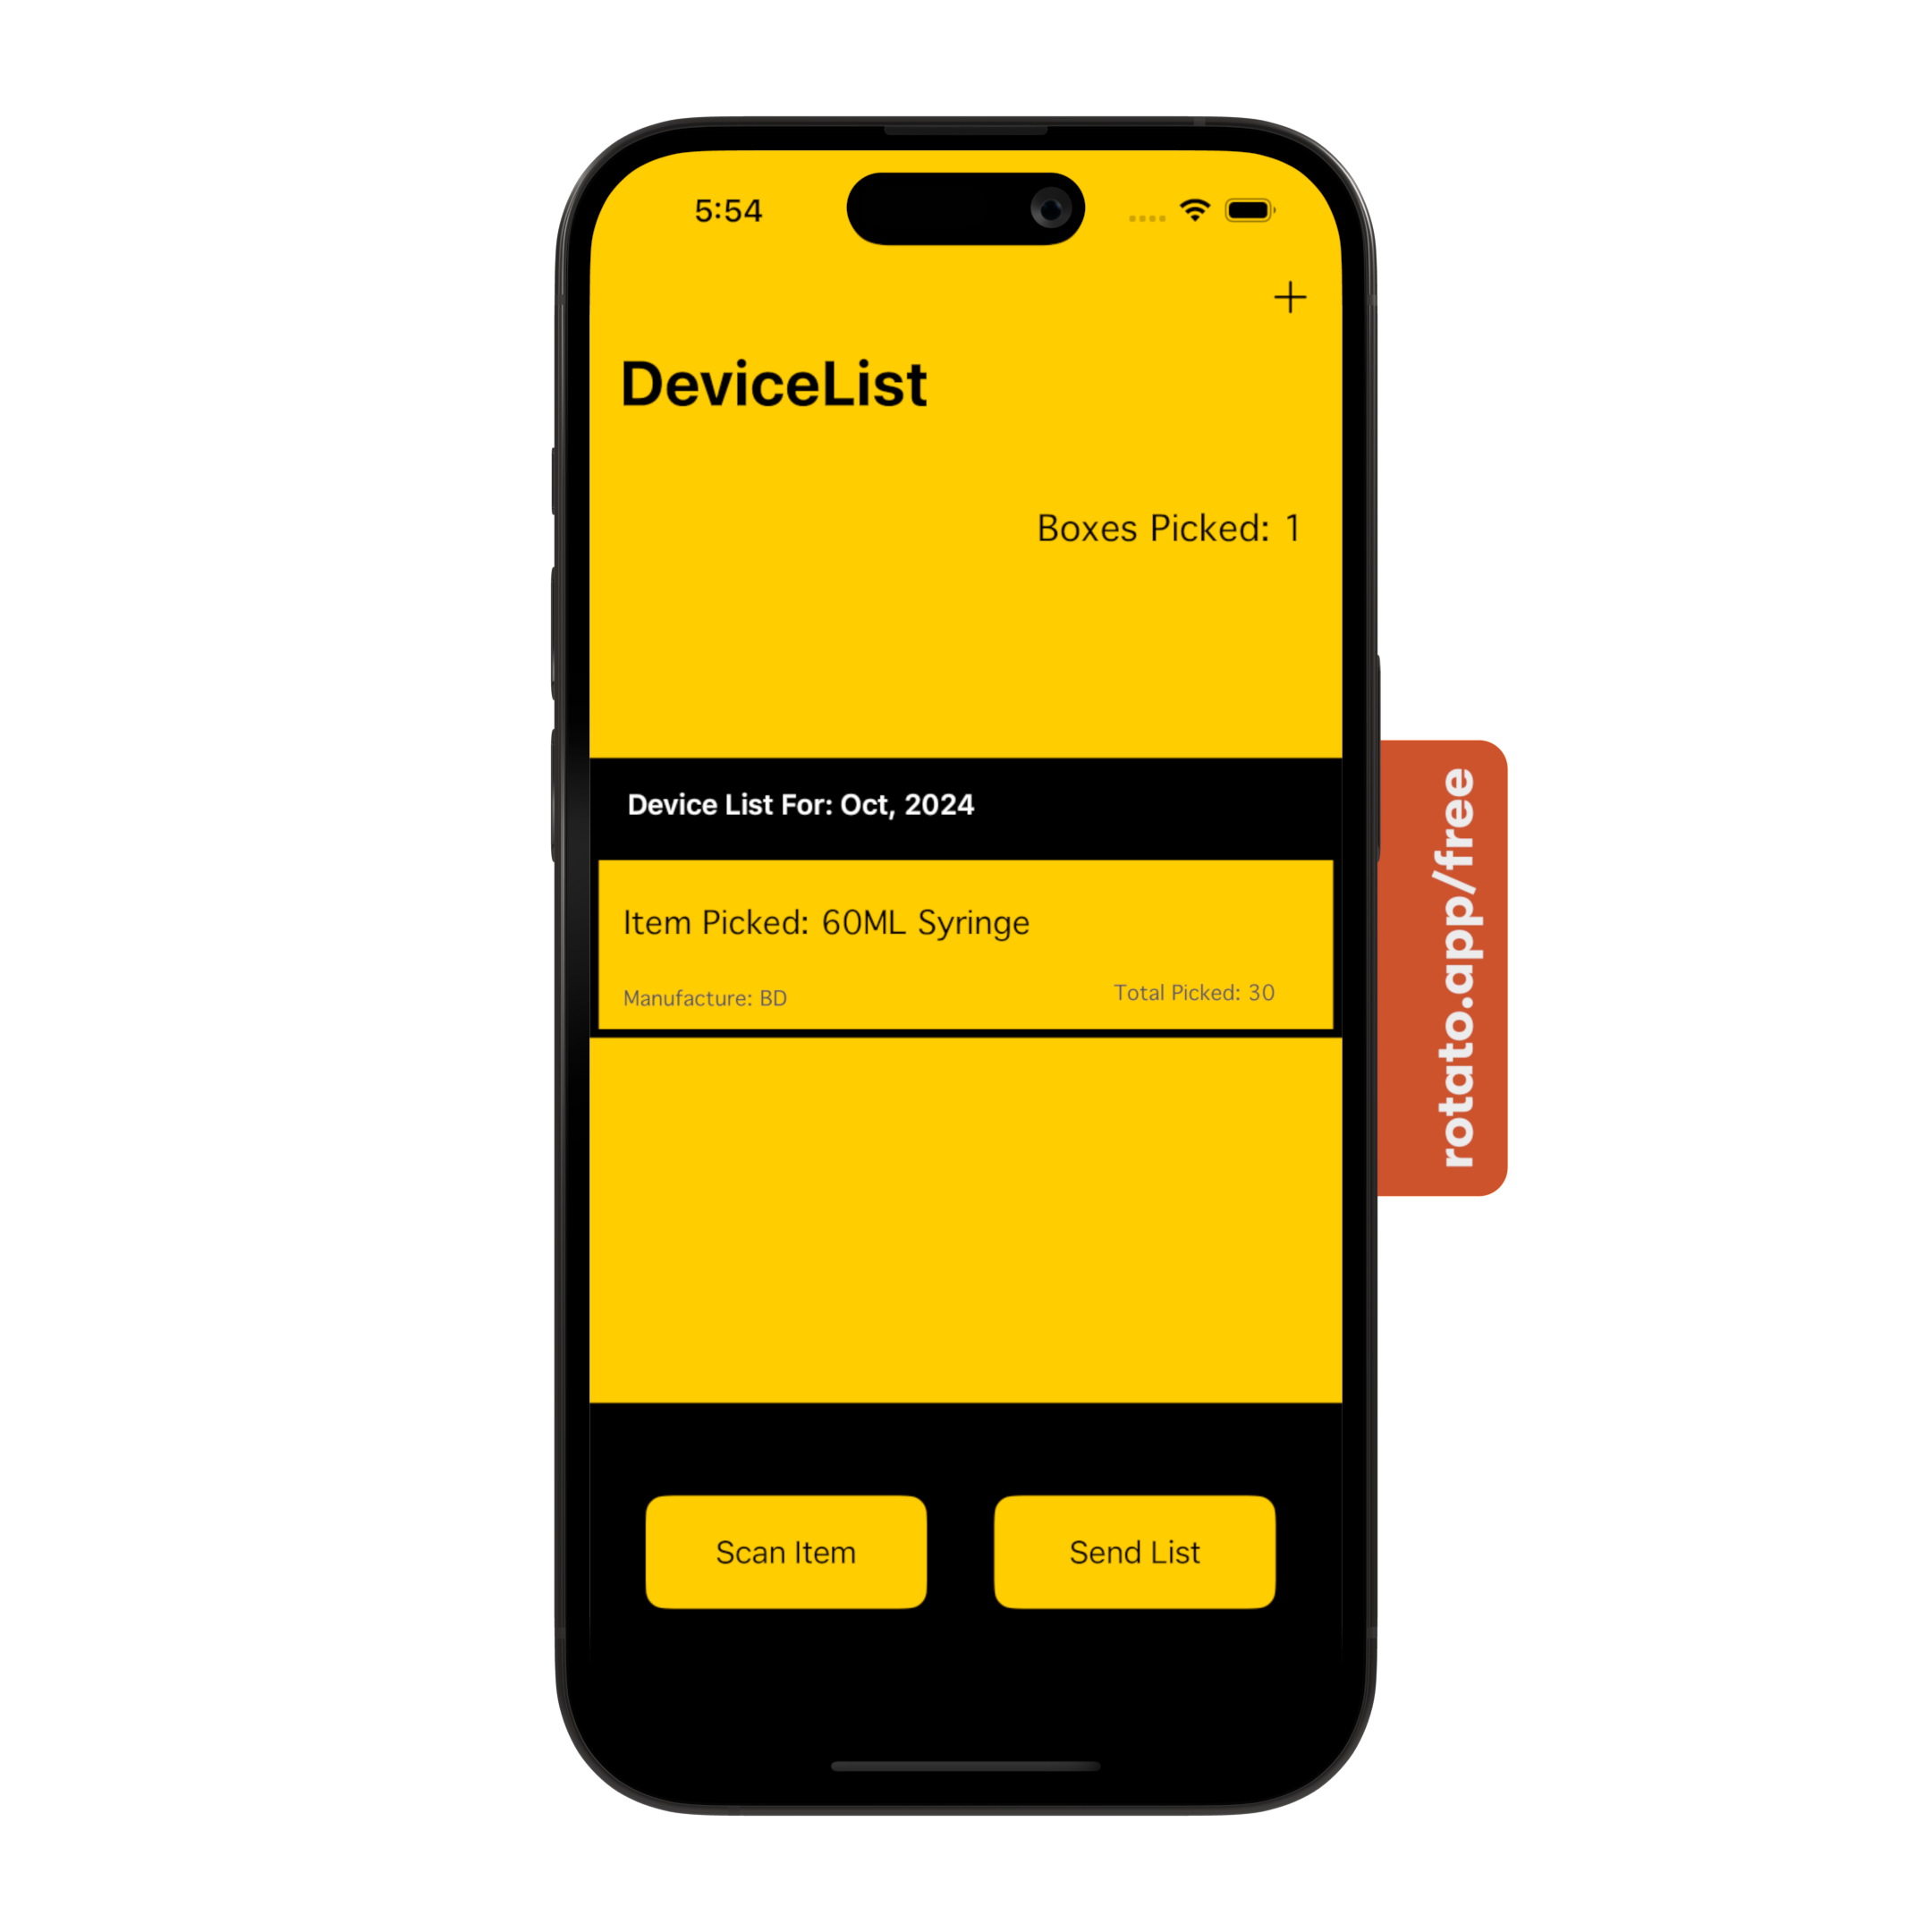 5:54
DeviceList
Boxes Picked: 1
Device List For: Oct, 2024
Item Picked: 60ML Syringe
Manufacture: BD
Total Picked: 30
Scan Item
Send List
rotato.app/free